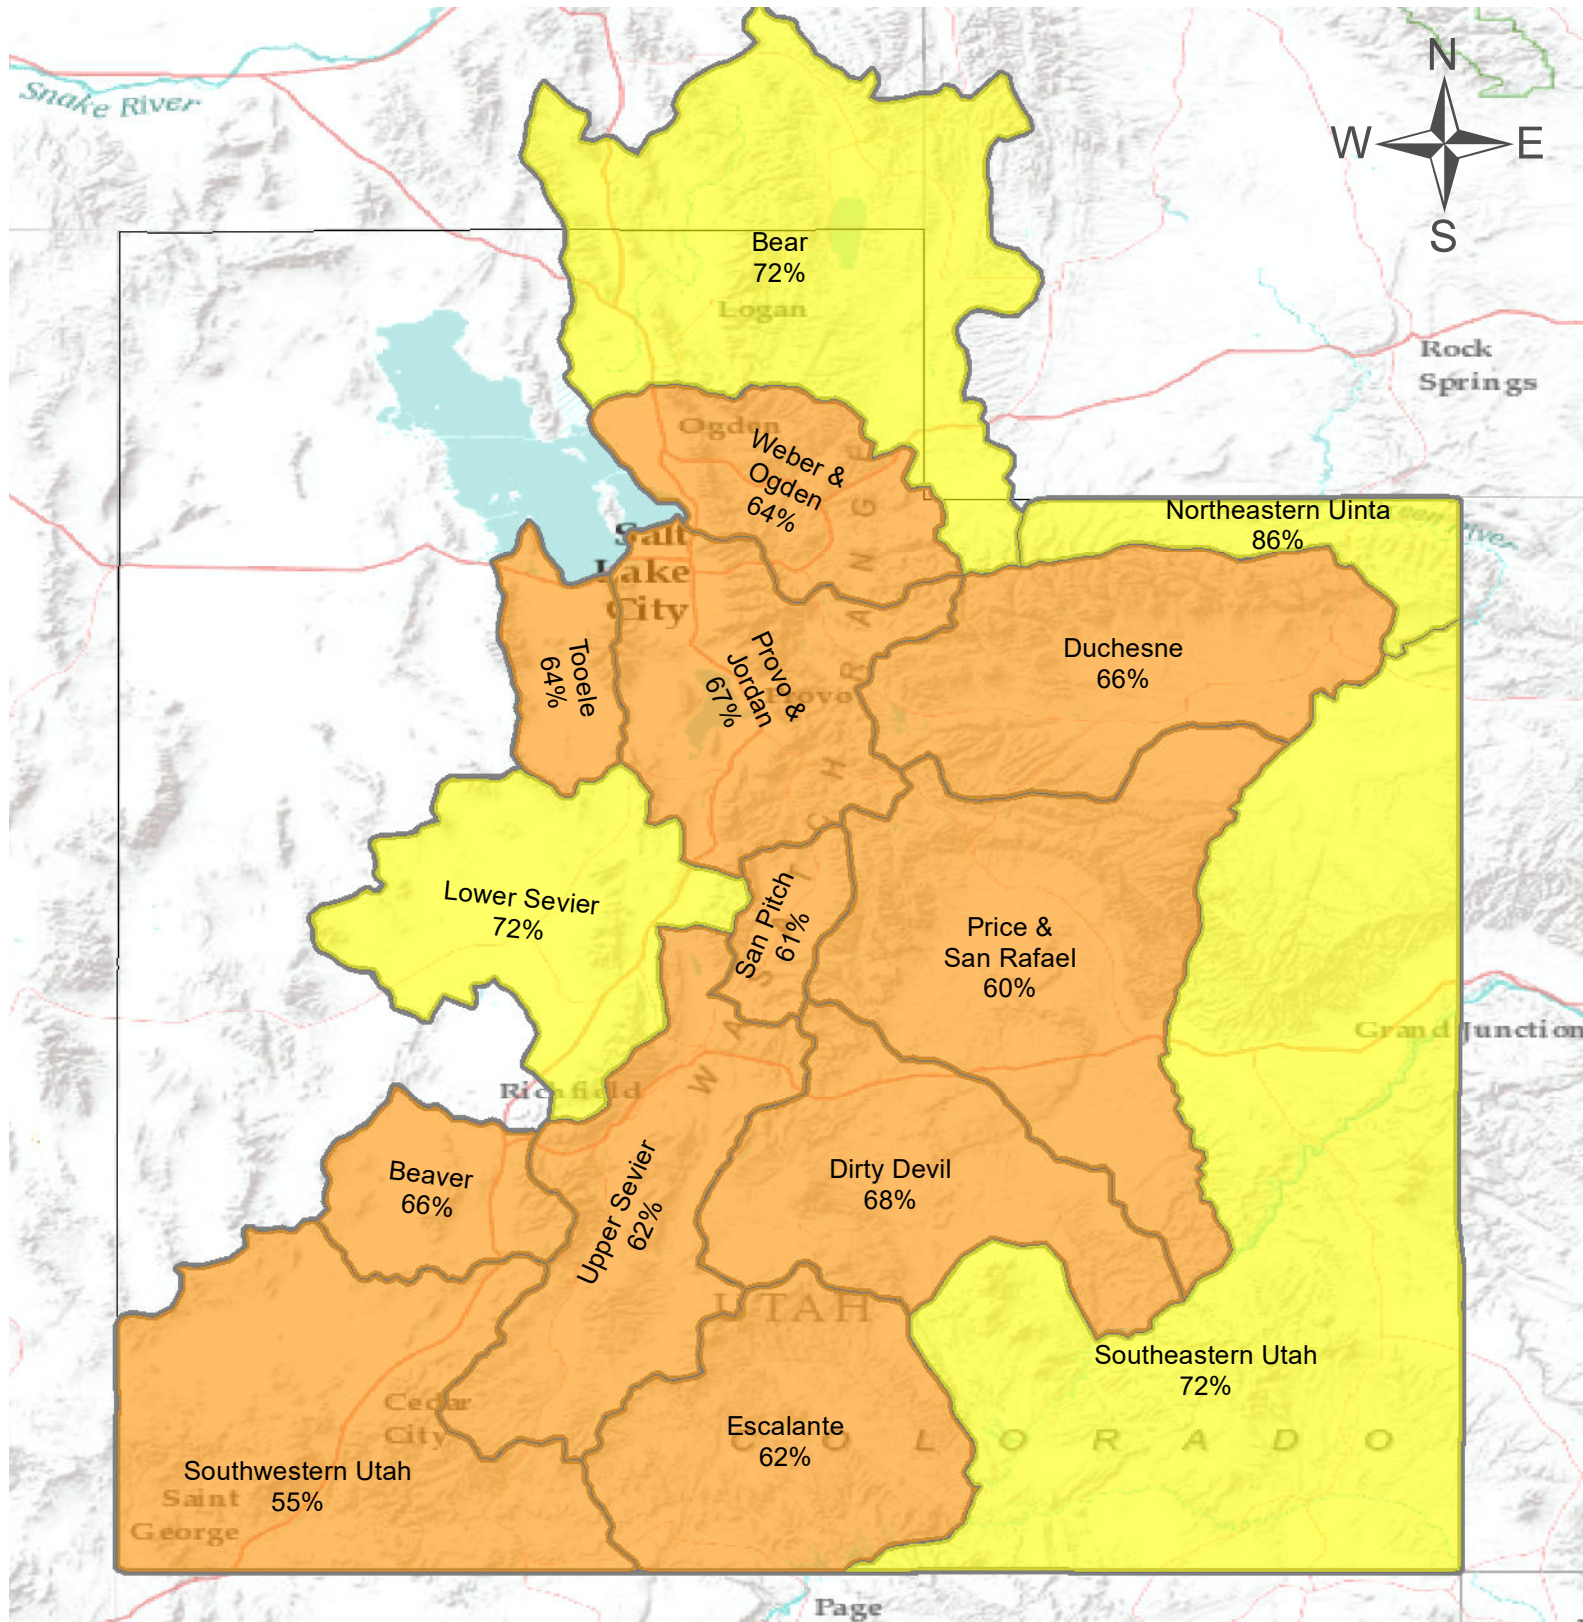 N
W
E
S
Snake River
Bear
72%
Logan
Rock
Springs
Ogden
Weber &
Ogden
64%
Northeastern Uinta
86%
Salt
Lake
City
Tooele
64%
Provo &
Jordan
67%
Provo
Duchesne
66%
WASATCH RANGE
Lower Sevier
72%
San Pitch
61%
Price &
San Rafael
60%
Grand Junction
Richfield
Beaver
66%
Upper Sevier
62%
Dirty Devil
68%
UTAH
Southeastern Utah
72%
Cedar
City
Escalante
62%
COLORADO
Southwestern Utah
55%
Saint
George
Page